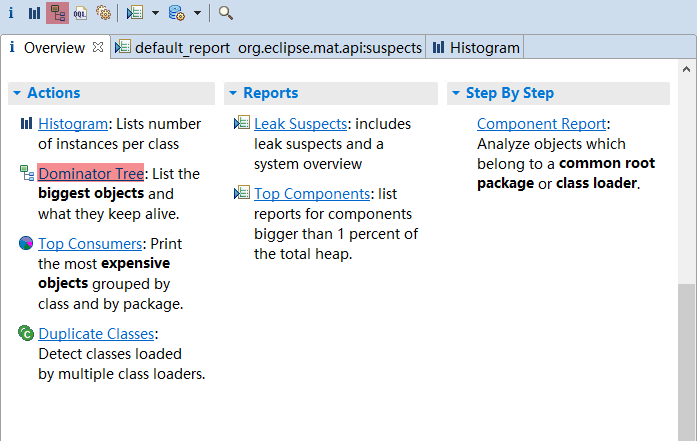 i OQL
i Overview default_report org.eclipse.mat.api:suspects Histogram
Actions
Histogram: Lists number
of instances per class
Dominator Tree: List the
biggest objects and
what they keep alive.
Top Consumers: Print
the most expensive
objects grouped by
class and by package.
Duplicate Classes:
Detect classes loaded
by multiple class loaders.
Reports
Leak Suspects: includes
leak suspects and a
system overview
Top Components: list
reports for components
bigger than 1 percent of
the total heap.
Step By Step
Component Report:
Analyze objects which
belong to a common root
package or class loader.